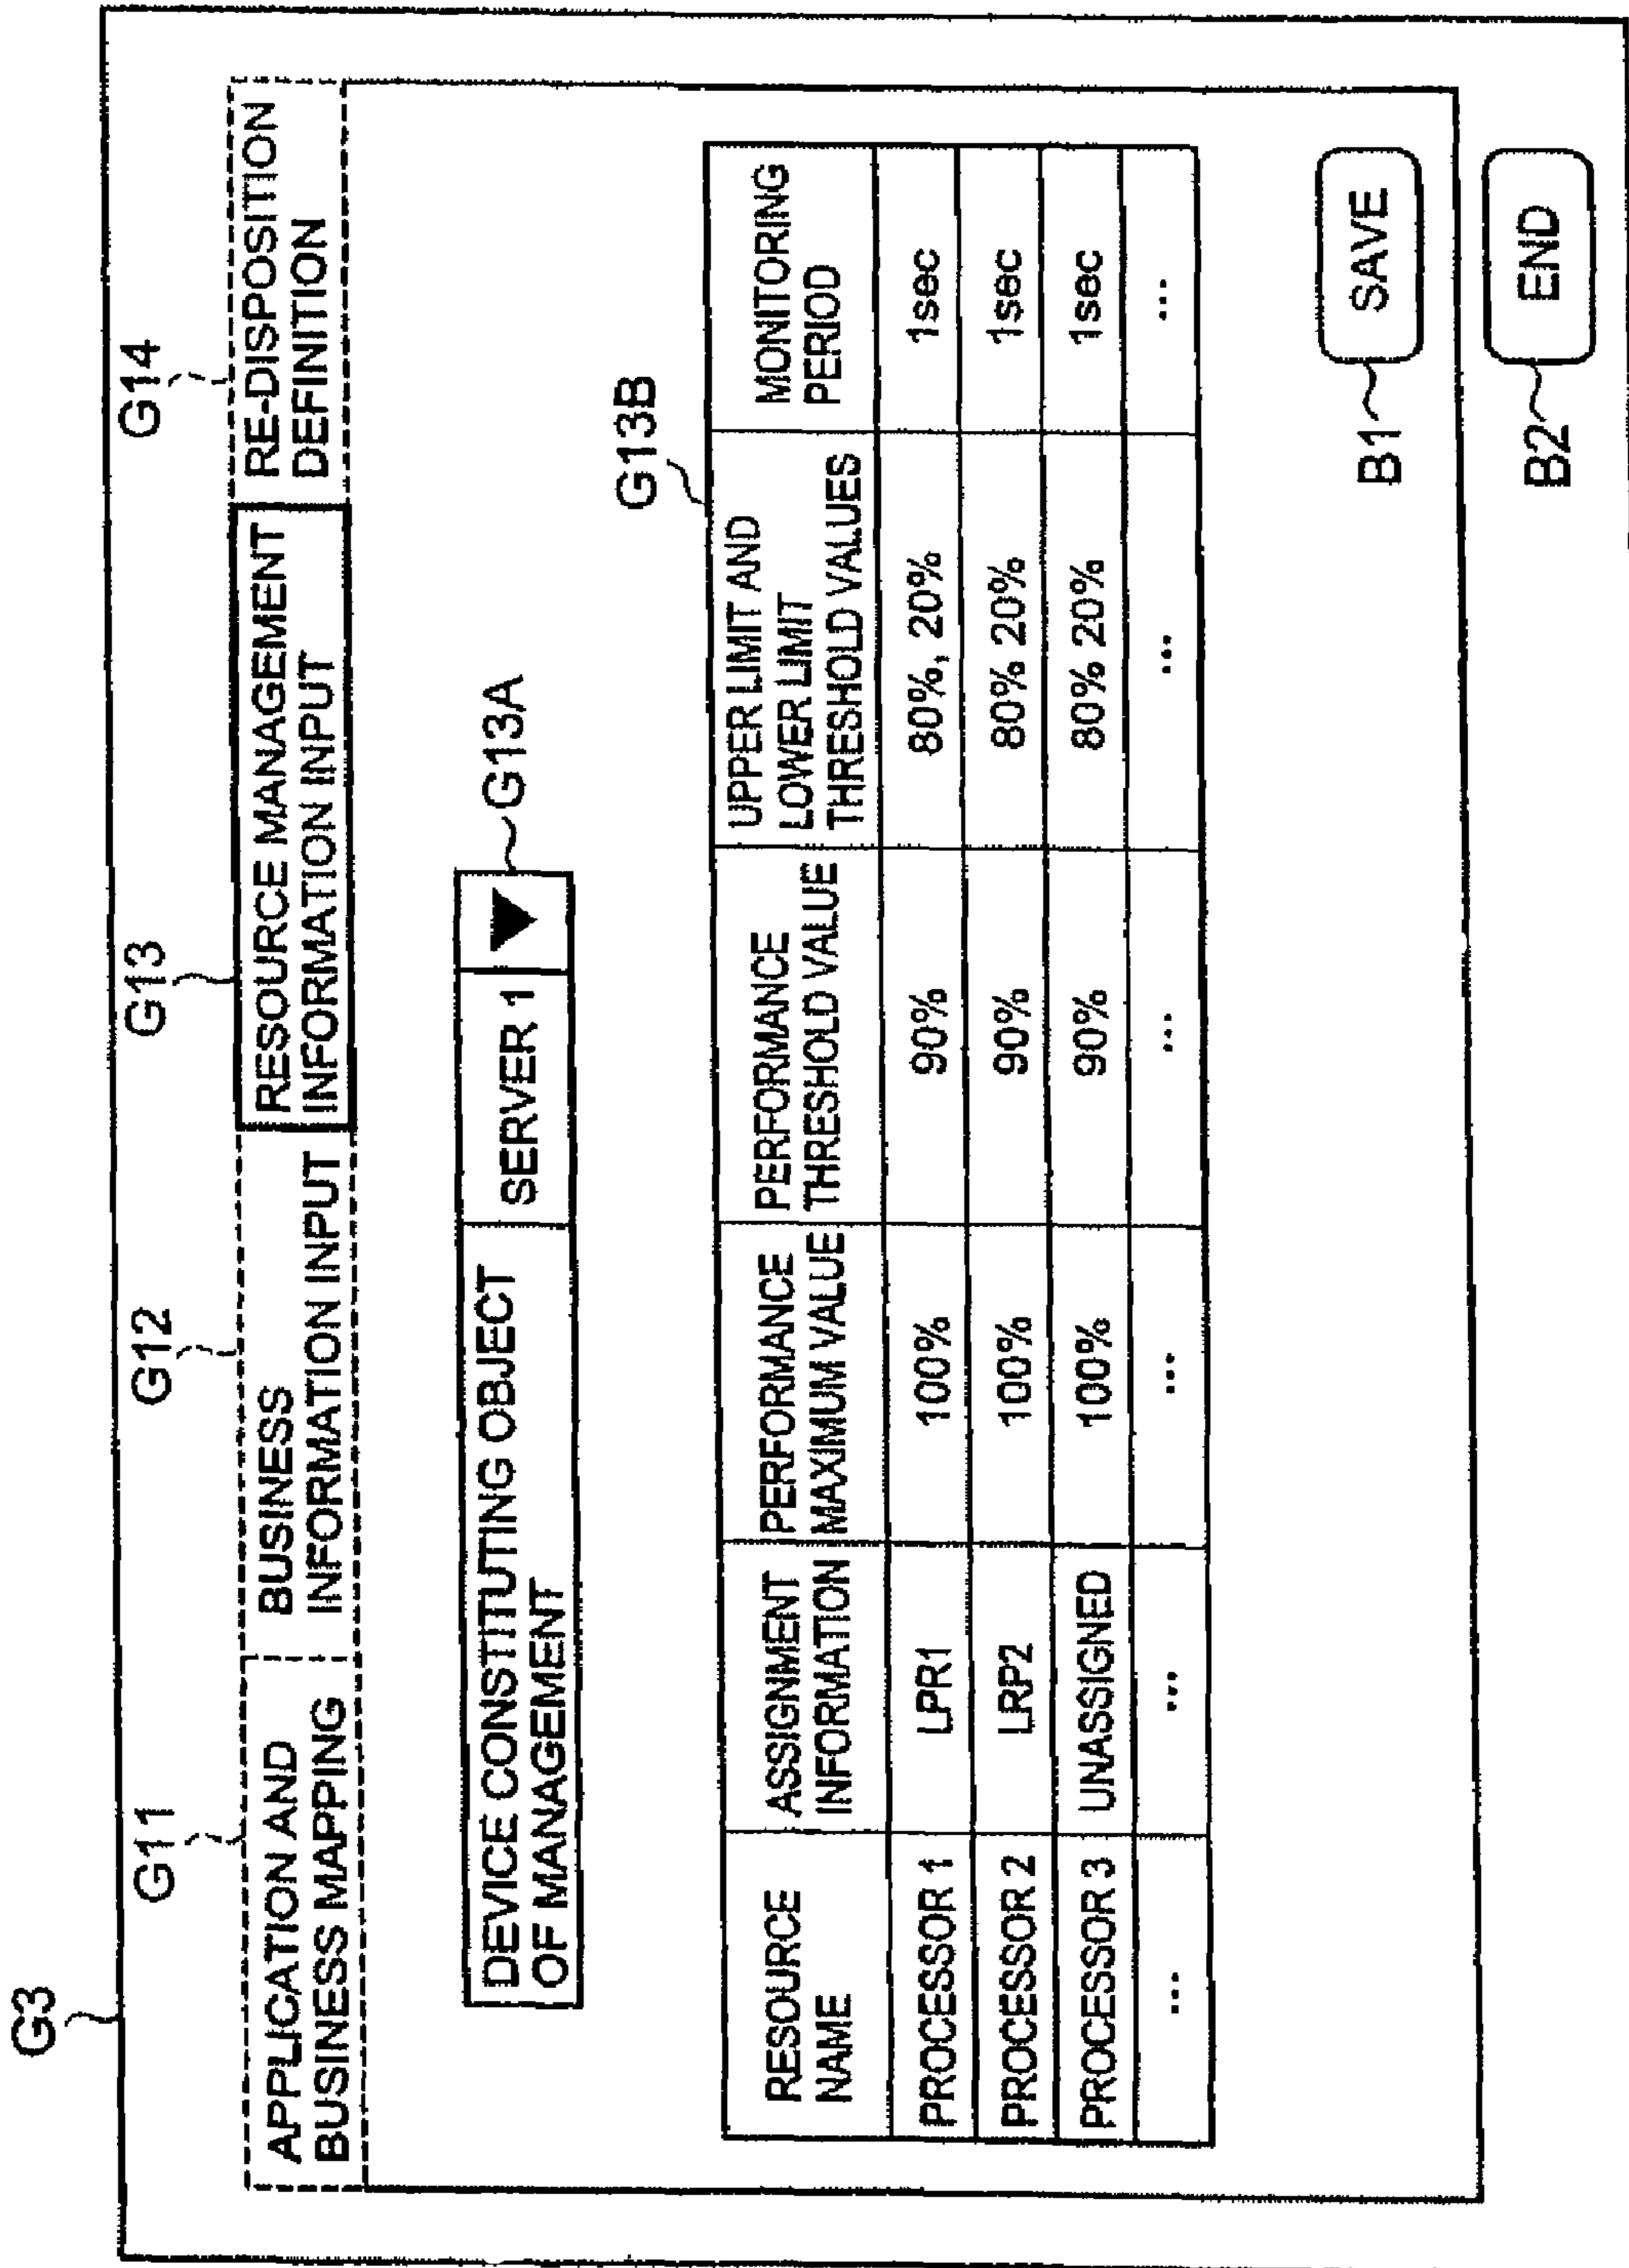 G3
G11
G12
G13
G14
APPLICATION AND
BUSINESS MAPPING
BUSINESS
INFORMATION INPUT
RESOURCE MANAGEMENT
INFORMATION INPUT
RE-DISPOSITION
DEFINITION
DEVICE CONSTITUTING OBJECT
OF MANAGEMENT
SERVER 1
G13A
G13B
RESOURCE
NAME
ASSIGNMENT
INFORMATION
PERFORMANCE
MAXIMUM VALUE
PERFORMANCE
THRESHOLD VALUE
UPPER LIMIT AND
LOWER LIMIT
THRESHOLD VALUES
MONITORING
PERIOD
PROCESSOR 1 LPR1 100% 90% 80%, 20% 1sec
PROCESSOR 2 LRP2 100% 90% 80% 20% 1sec
PROCESSOR 3 UNASSIGNED 100% 90% 80% 20% 1sec
... ... ... ... ... ...
B1 SAVE
B2 END